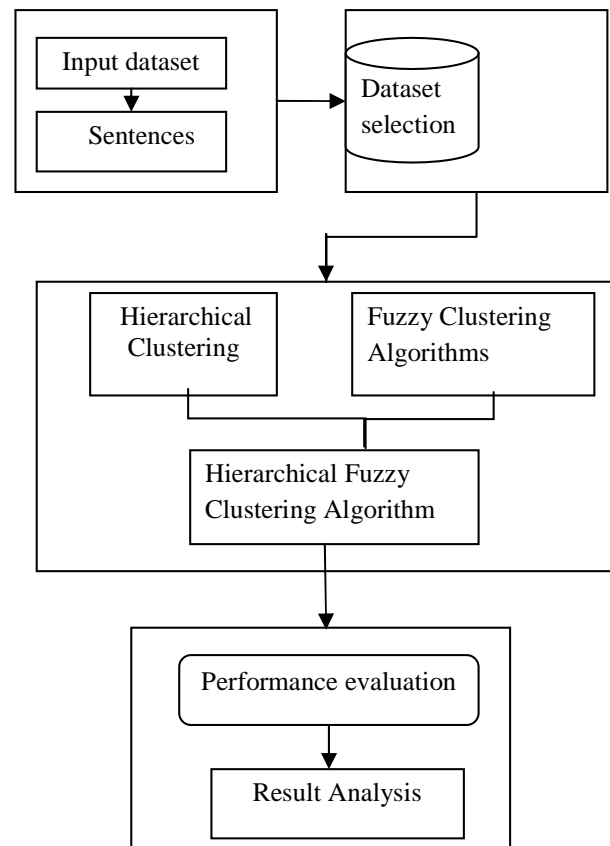 Input dataset
Sentences
Dataset
selection
Hierarchical
Clustering
Fuzzy Clustering
Algorithms
Hierarchical Fuzzy
Clustering Algorithm
Performance evaluation
Result Analysis